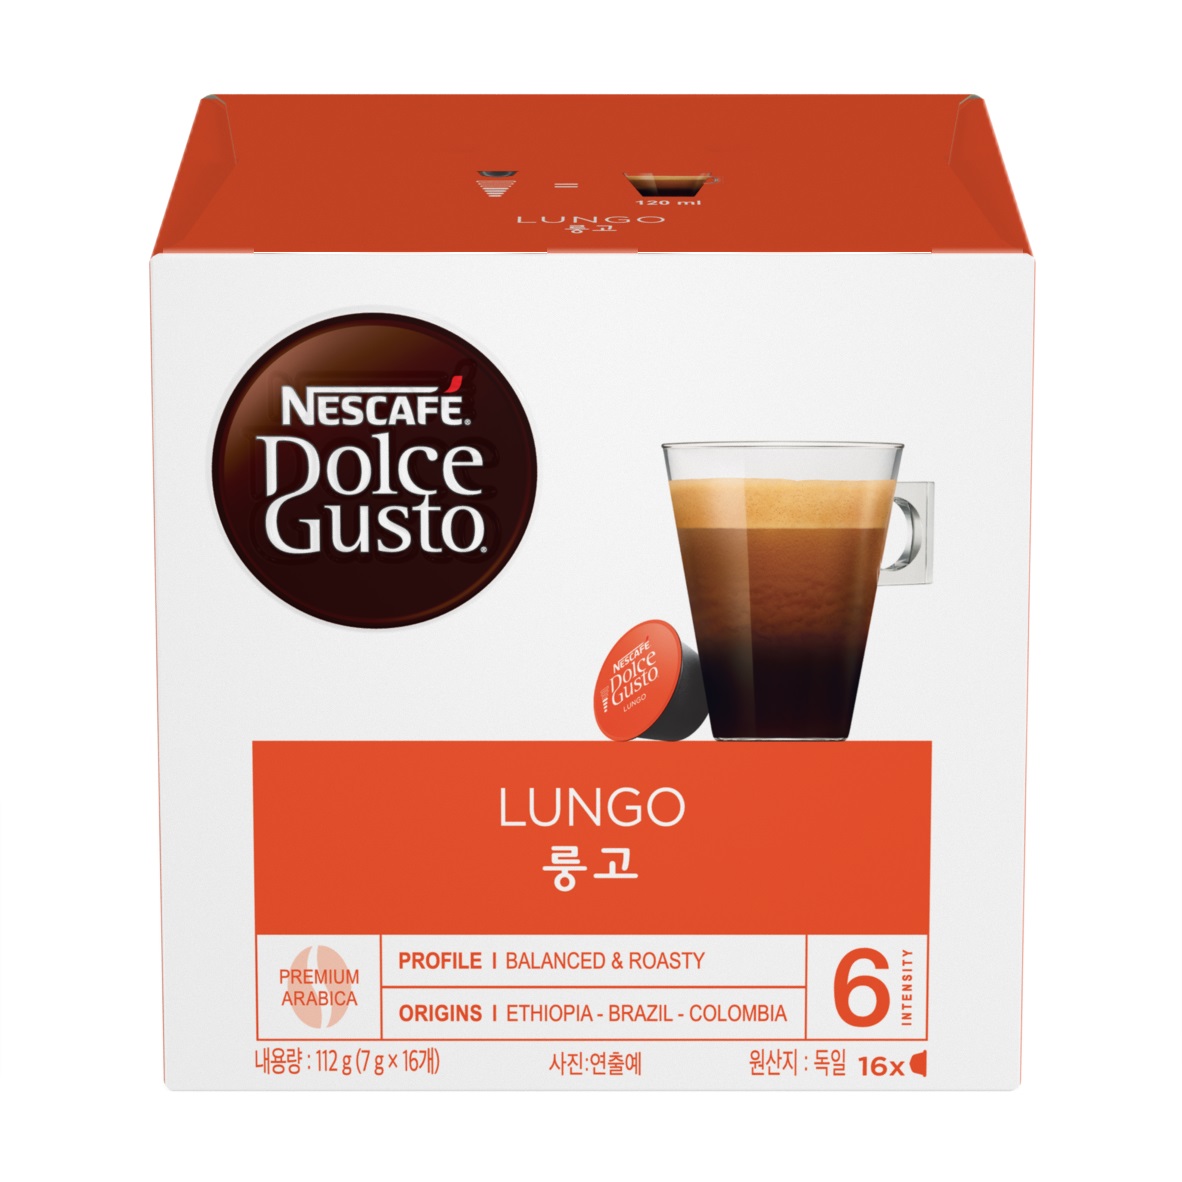 =
120 ml
LUNGO
룽고
NESCAFÉ®
Dolce
Gusto®
NESCAFÉ
Dolce
Gusto
LUNGO
LUNGO
룽고
PREMIUM
ARABICA
PROFILE | BALANCED & ROASTY
ORIGINS | ETHIOPIA - BRAZIL - COLOMBIA
6
INTENSITY
내용량 : 112 g (7 g × 16개)
사진:연출예
원산지 : 독일
16x